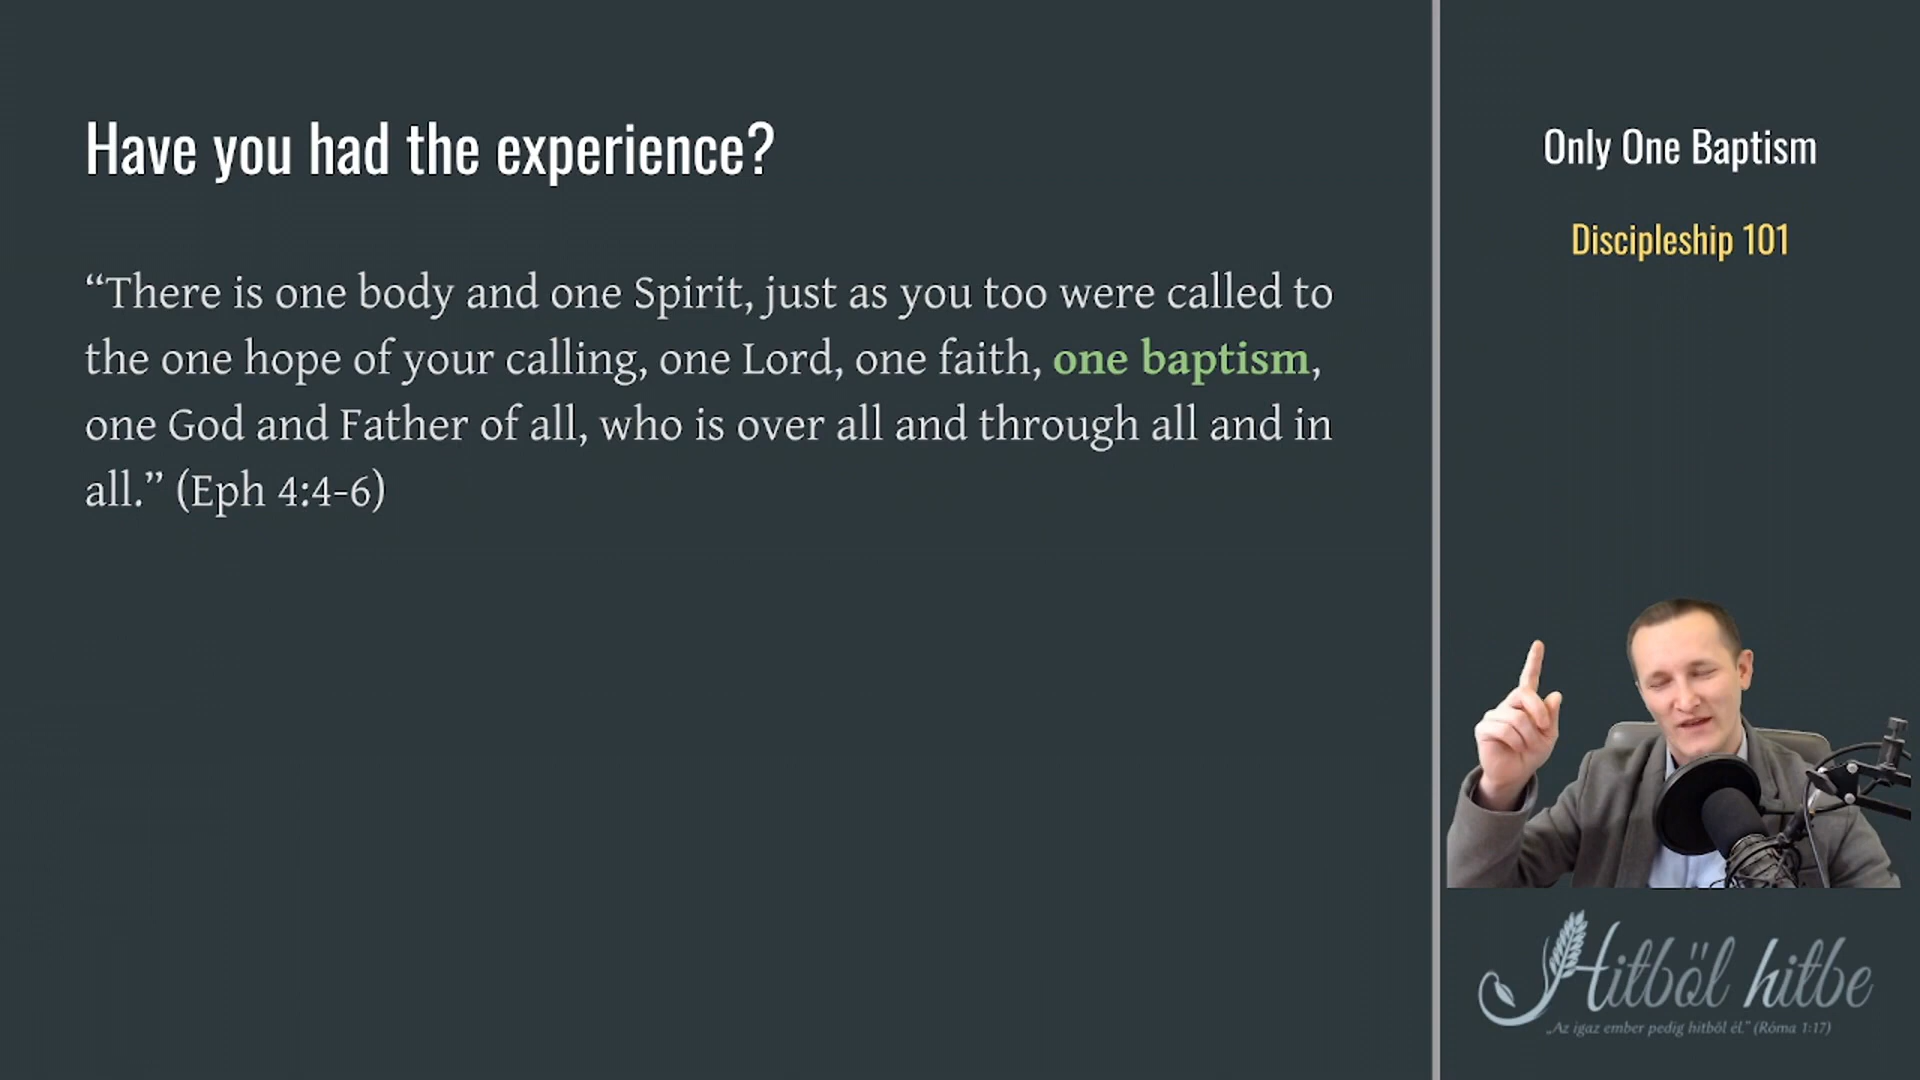 Have you had the experience?
“There is one body and one Spirit, just as you too were called to
the one hope of your calling, one Lord, one faith, one baptism,
one God and Father of all, who is over all and through all and in
all.” (Eph 4:4-6)
Only One Baptism
Discipleship 101
Hitből hitbe
„Az igaz ember pedig hitből él.” (Róma 1:17)